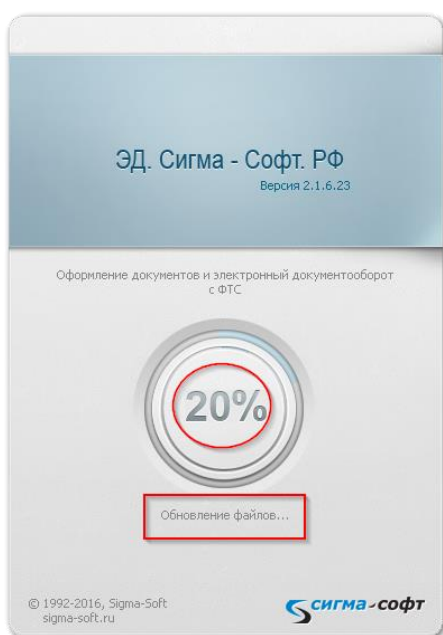 ЭД. Сигма - Софт. РФ
Версия 2.1.6.23
Оформление документов и электронный документооборот
с ФТС
20%
Обновление файлов...
© 1992-2016, Sigma-Soft
sigma-soft.ru
сигма-софт